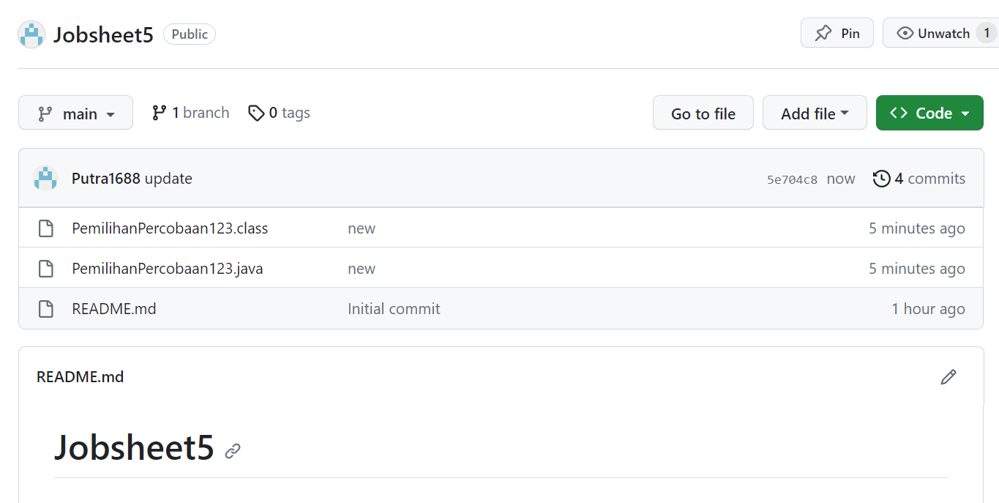 Jobsheet5 Public Pin Unwatch 1
main 1 branch 0 tags Go to file Add file Code
Putra1688 update 5e704c8 now 4 commits
PemilihanPercobaan123.class new 5 minutes ago
PemilihanPercobaan123.java new 5 minutes ago
README.md Initial commit 1 hour ago
README.md
Jobsheet5